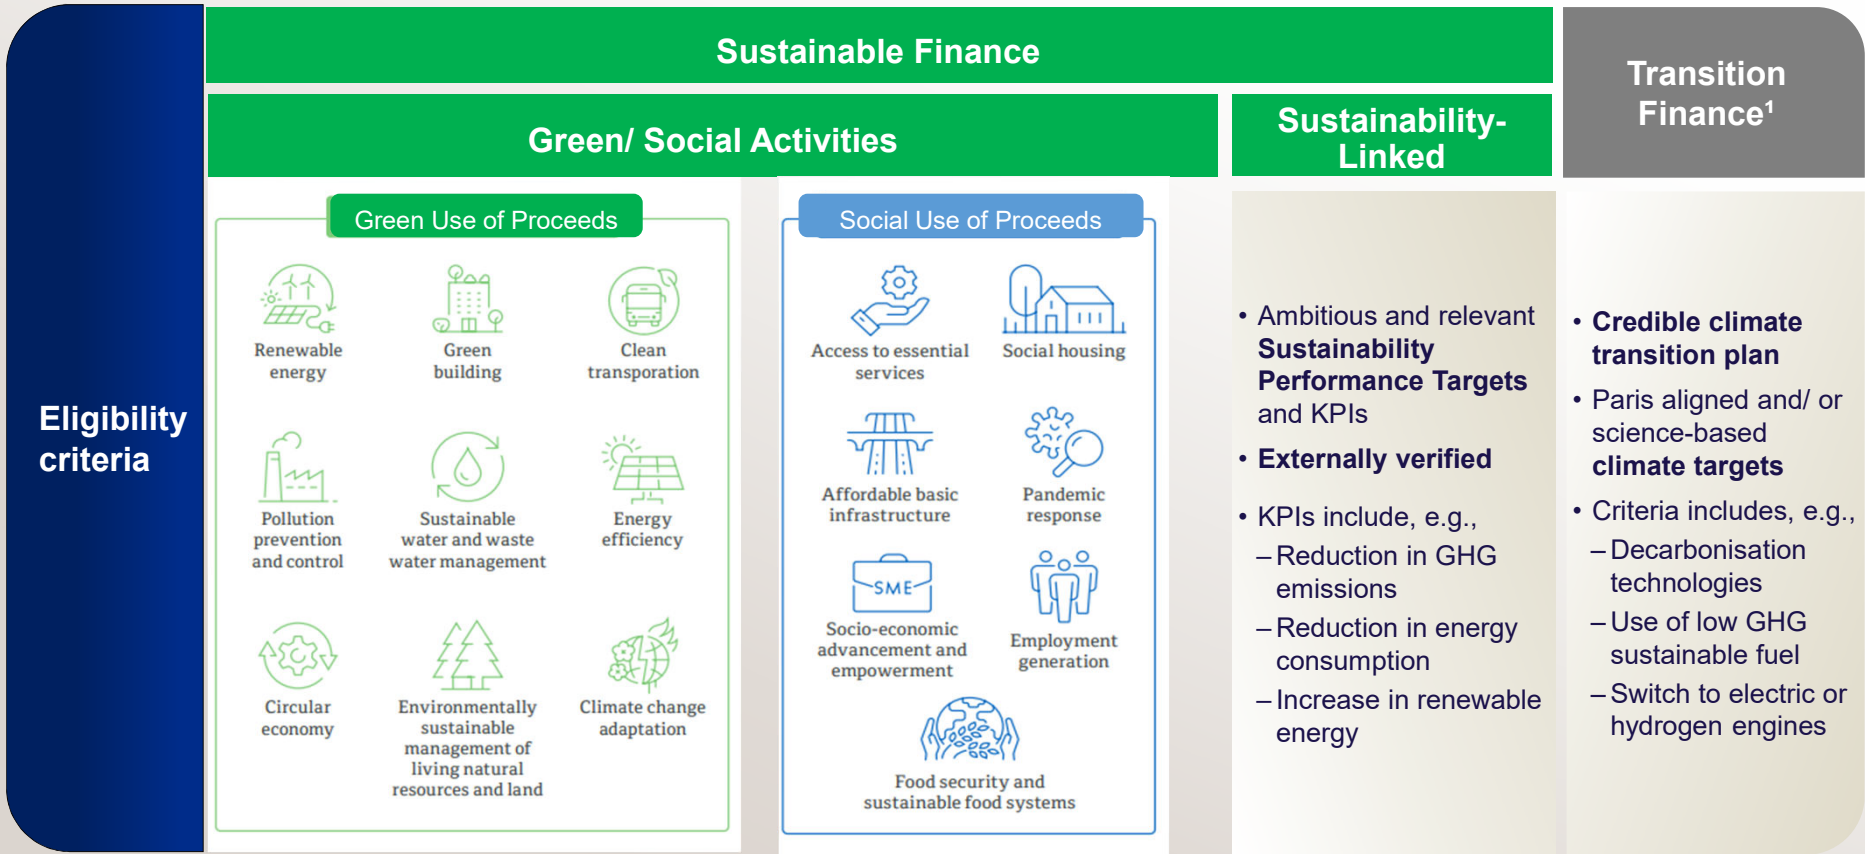 Eligibility
criteria
Sustainable Finance
Green/ Social Activities
Sustainability-
Linked
Transition
Finance¹
Green Use of Proceeds
Renewable
energy
Green
building
Clean
transporation
Pollution
prevention
and control
Sustainable
water and waste
water management
Energy
efficiency
Circular
economy
Environmentally
sustainable
management of
living natural
resources and land
Climate change
adaptation
Social Use of Proceeds
Access to essential
services
Social housing
Affordable basic
infrastructure
Pandemic
response
SME
Socio-economic
advancement and
empowerment
Employment
generation
Food security and
sustainable food systems
• Ambitious and relevant
Sustainability
Performance Targets
and KPIs
• Externally verified
• KPIs include, e.g.,
– Reduction in GHG
emissions
– Reduction in energy
consumption
– Increase in renewable
energy
• Credible climate
transition plan
• Paris aligned and/ or
science-based
climate targets
• Criteria includes, e.g.,
– Decarbonisation
technologies
– Use of low GHG
sustainable fuel
– Switch to electric or
hydrogen engines